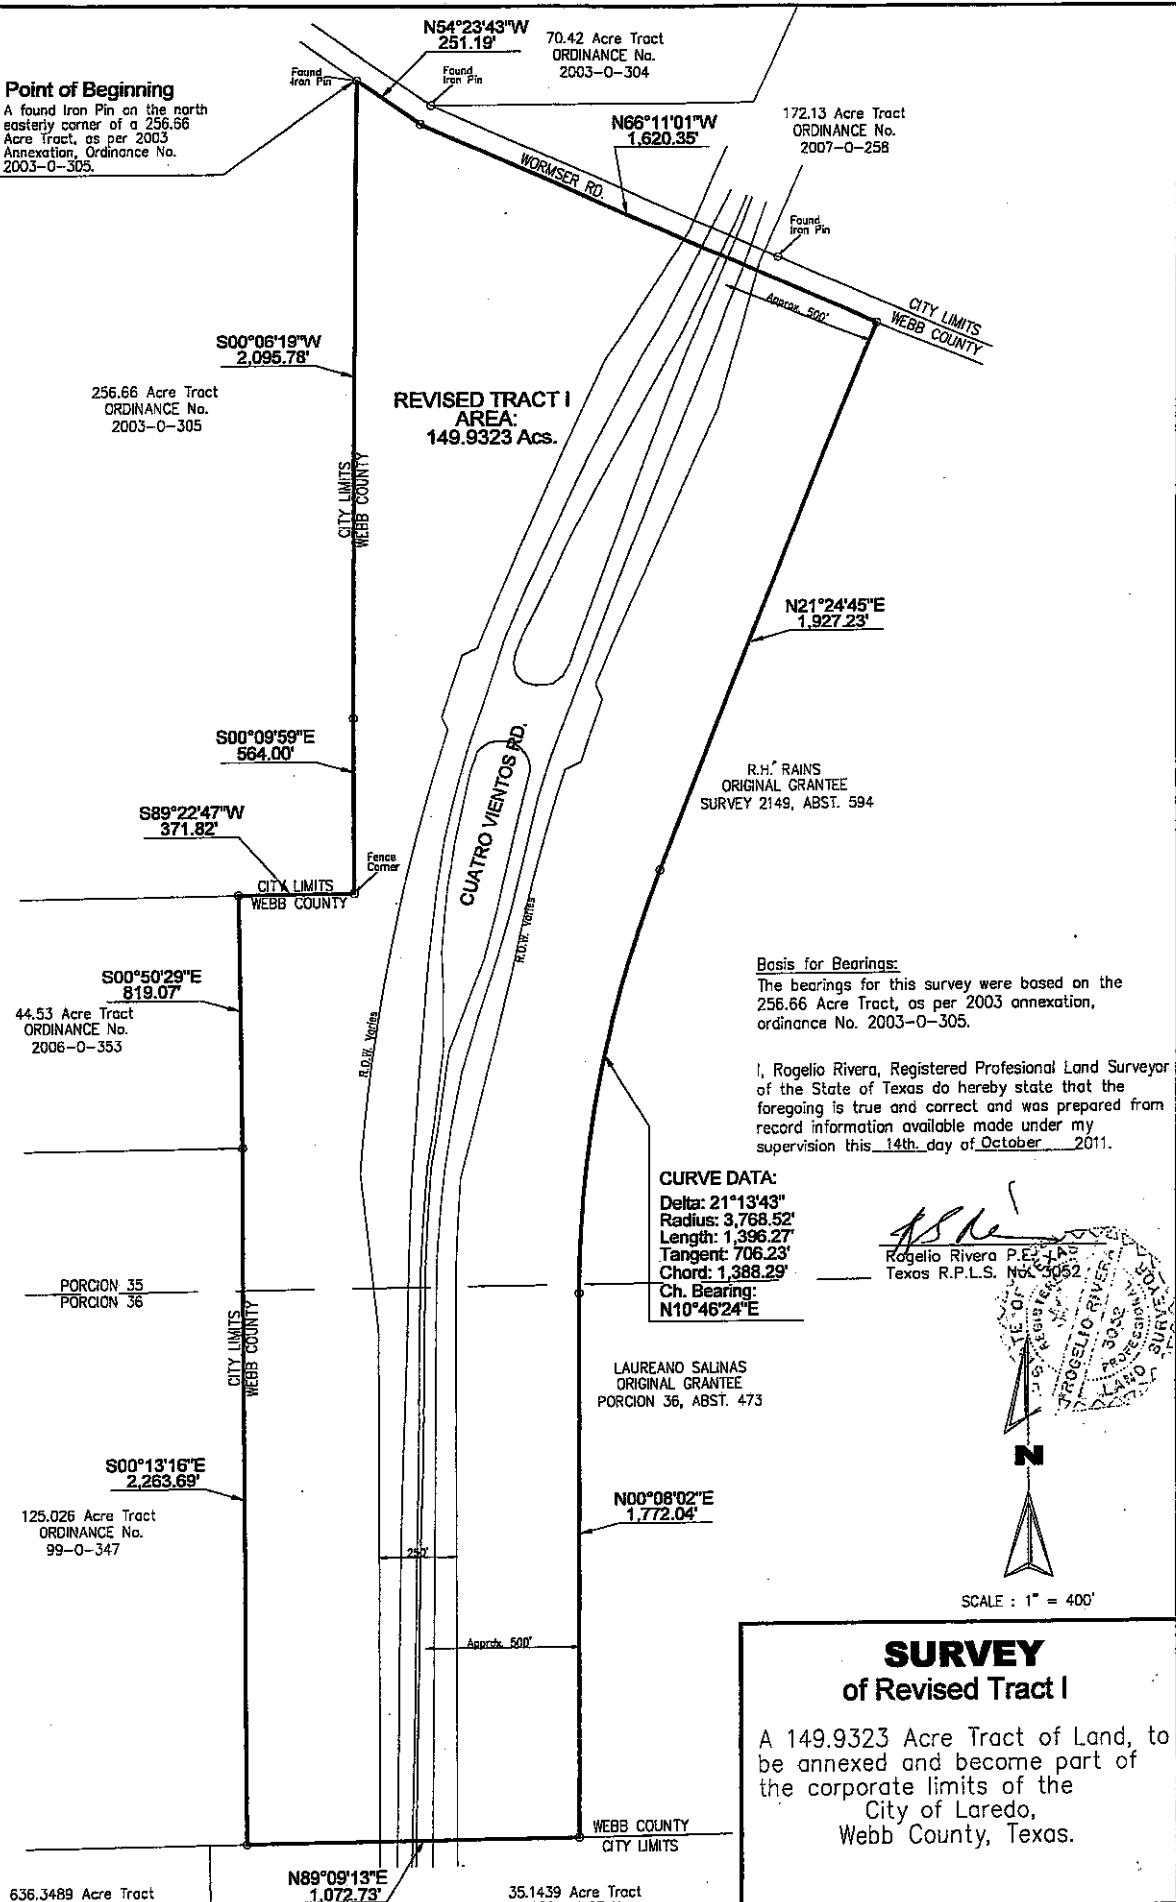 N54°23'43"W
251.19'
70.42 Acre Tract
ORDINANCE No.
2003-O-304
Point of Beginning
A found Iron Pin on the north
easterly corner of a 256.66
Acre Tract, as per 2003
Annexation, Ordinance No.
2003-O-305.
Found
Iron Pin
Found
Iron Pin
N66°11'01"W
1,620.35'
172.13 Acre Tract
ORDINANCE No.
2007-O-258
WORMSER RD.
Found
Iron Pin
Approx. 500'
CITY LIMITS
WEBB COUNTY
S00°06'19"W
2,095.78'
256.66 Acre Tract
ORDINANCE No.
2003-O-305
REVISED TRACT I
AREA:
149.9323 Acs.
CITY LIMITS
WEBB COUNTY
N21°24'45"E
1,927.23'
S00°09'59"E
564.00'
CUATRO VIENTOS RD.
R.H. RAINS
ORIGINAL GRANTEE
SURVEY 2149, ABST. 594
S89°22'47"W
371.82'
Fence
Corner
CITY LIMITS
WEBB COUNTY
R.O.W. Varies
S00°50'29"E
819.07'
44.53 Acre Tract
ORDINANCE No.
2006-O-353
R.O.W. Varies
Basis for Bearings:
The bearings for this survey were based on the
256.66 Acre Tract, as per 2003 annexation,
ordinance No. 2003-O-305.
I, Rogelio Rivera, Registered Profesional Land Surveyor
of the State of Texas do hereby state that the
foregoing is true and correct and was prepared from
record information available made under my
supervision this 14th. day of October 2011.
CURVE DATA:
Delta: 21°13'43"
Radius: 3,768.52'
Length: 1,396.27'
Tangent: 706.23'
Chord: 1,388.29'
Ch. Bearing:
N10°46'24"E
Rogelio Rivera P.E.
Texas R.P.L.S. No. 3052
STATE OF TEXAS
REGISTERED
ROGELIO RIVERA
3052
PROFESSIONAL
LAND SURVEYOR
PORCION 35
PORCION 36
CITY LIMITS
WEBB COUNTY
LAUREANO SALINAS
ORIGINAL GRANTEE
PORCION 36, ABST. 473
N
S00°13'16"E
2,263.69'
125.026 Acre Tract
ORDINANCE No.
99-O-347
N00°08'02"E
1,772.04'
250'
SCALE : 1" = 400'
Approx. 500'
SURVEY
of Revised Tract I
A 149.9323 Acre Tract of Land, to
be annexed and become part of
the corporate limits of the
City of Laredo,
Webb County, Texas.
WEBB COUNTY
CITY LIMITS
N89°09'13"E
1,072.73'
636.3489 Acre Tract
35.1439 Acre Tract